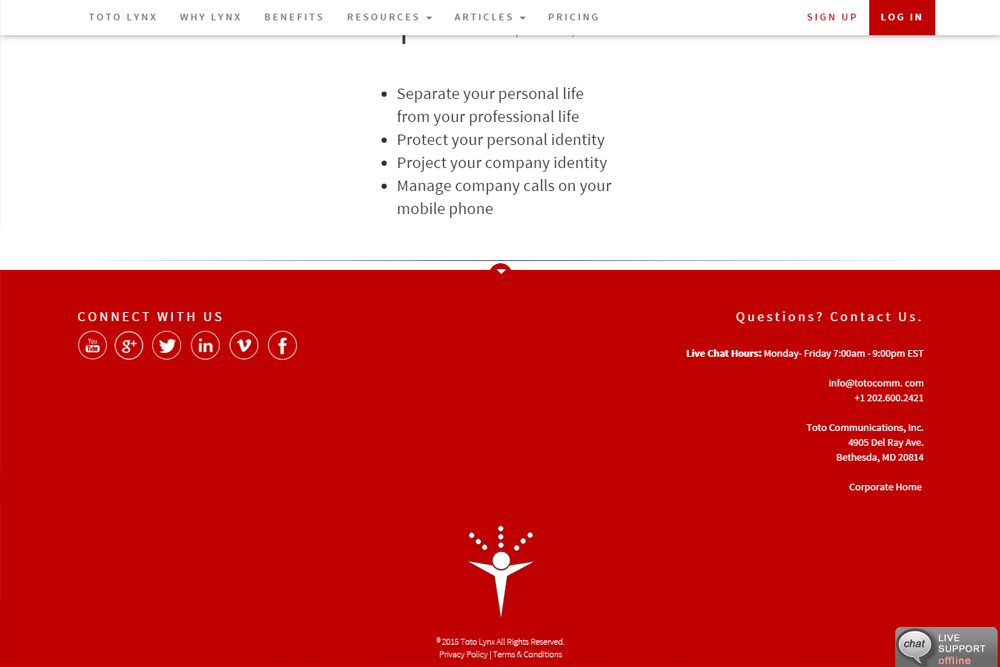 TOTO LYNX WHY LYNX BENEFITS RESOURCES ARTICLES PRICING SIGN UP LOG IN
Separate your personal life
from your professional life
Protect your personal identity
Project your company identity
Manage company calls on your
mobile phone
CONNECT WITH US
You
Tube
g+
in
Questions? Contact Us.
Live Chat Hours: Monday- Friday 7:00am - 9:00pm EST
info@totocomm. com
+1 202.600.2421
Toto Communications, Inc.
4905 Del Ray Ave.
Bethesda, MD 20814
Corporate Home
® 2015 Toto Lynx All Rights Reserved.
Privacy Policy | Terms & Conditions
chat
LIVE
SUPPORT
offline